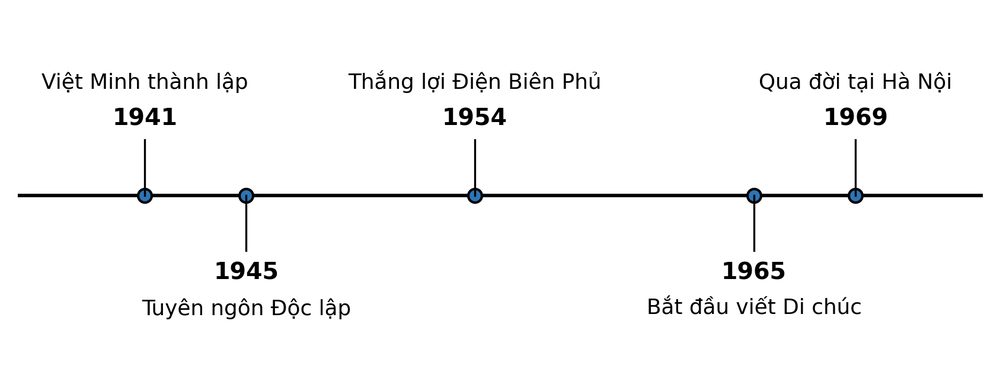 Việt Minh thành lập
1941
Thắng lợi Điện Biên Phủ
1954
Qua đời tại Hà Nội
1969
1945
Tuyên ngôn Độc lập
1965
Bắt đầu viết Di chúc